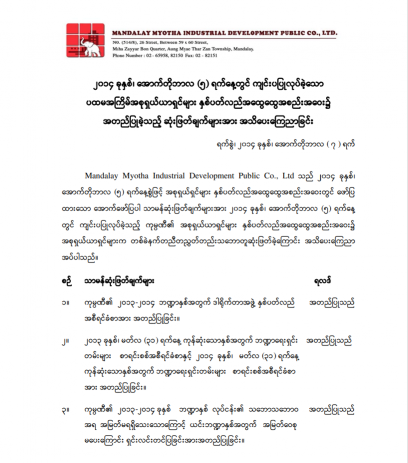 MANDALAY MYOTHA INDUSTRIAL DEVELOPMENT PUBLIC CO., LTD.
NO. (516/B), 26 Street, Between 59 x 60 Street,
Mcha Zayyar Bon Quarter, Aung Myae Thar Zan Township, Mandalay.
Phone Number : 02- 65958, 82150 Fax: 02 - 82151
၂၀၁၄ ခုနှစ်၊ အောက်တိုဘာလ (၅) ရက်နေ့တွင် ကျင်းပပြုလုပ်ခဲ့သော
ပထမအကြိမ်အစုရှယ်ယာရှင်များ နှစ်ပတ်လည်အထွေထွေအစည်းအဝေး၌
အတည်ပြုခဲ့သည့် ဆုံးဖြတ်ချက်များအား အသိပေးကြေညာခြင်း
ရက်စွဲ၊ ၂၀၁၄ ခုနှစ်၊ အောက်တိုဘာလ ( ၇ ) ရက်
Mandalay Myotha Industrial Development Public Co., Ltd သည် ၂၀၁၄ ခုနှစ်၊
အောက်တိုဘာလ (၅) ရက်နေ့စွဲဖြင့် အစုရှယ်ယာရှင်များ နှစ်ပတ်လည်အထွေထွေအစည်းအဝေးတွင် ဖော်ပြ
ထားသော အောက်ဖော်ပြပါ သာမန်ဆုံးဖြတ်ချက်များအား ၂၀၁၄ ခုနှစ်၊ အောက်တိုဘာလ (၅) ရက်နေ့
တွင် ကျင်းပပြုလုပ်ခဲ့သည့် ကုမ္ပဏီ၏ အစုရှယ်ယာရှင်များ နှစ်ပတ်လည်အထွေထွေအစည်းအဝေး၌
အစုရှယ်ယာရှင်များက တစ်ခဲနက်တညီတညွတ်တည်းသဘောတူဆုံးဖြတ်ခဲ့ကြောင်း အသိပေးကြေညာ
အပ်ပါသည်။
စဉ် သာမန်ဆုံးဖြတ်ချက်များ ရလဒ်
၁။ ကုမ္ပဏီ၏ ၂၀၁၃-၂၀၁၄ ဘဏ္ဍာနှစ်အတွက် ဒါရိုက်တာအဖွဲ့ နှစ်ပတ်လည် အတည်ပြုသည်
အစီရင်ခံစာအား အတည်ပြုခြင်း။
၂။ ၂၀၁၃ ခုနှစ်၊ မတ်လ (၃၁) ရက်နေ့ ကုန်ဆုံးသောနှစ်အတွက် ဘဏ္ဍာရေးရှင်း အတည်ပြုသည်
တမ်းများ စာရင်းစစ်အစီရင်ခံစာနှင့် ၂၀၁၄ ခုနှစ်၊ မတ်လ (၃၁) ရက်နေ့
ကုန်ဆုံးသောနှစ်အတွက် ဘဏ္ဍာရေးရှင်းတမ်းများ စာရင်းစစ်အစီရင်ခံစာ
အား အတည်ပြုခြင်း။
၃။ ကုမ္ပဏီ၏ ၂၀၁၃-၂၀၁၄ ခုနှစ် ဘဏ္ဍာနှစ် လုပ်ငန်း၏ သဘောသဘာဝ အတည်ပြုသည်
အရ အမြတ်မရရှိသေးသောကြောင့် ယင်းဘဏ္ဍာနှစ်အတွက် အမြတ်ဝေစု
မပေးကြောင်း ရှင်းလင်းတင်ပြခြင်းအားအတည်ပြုခြင်း။